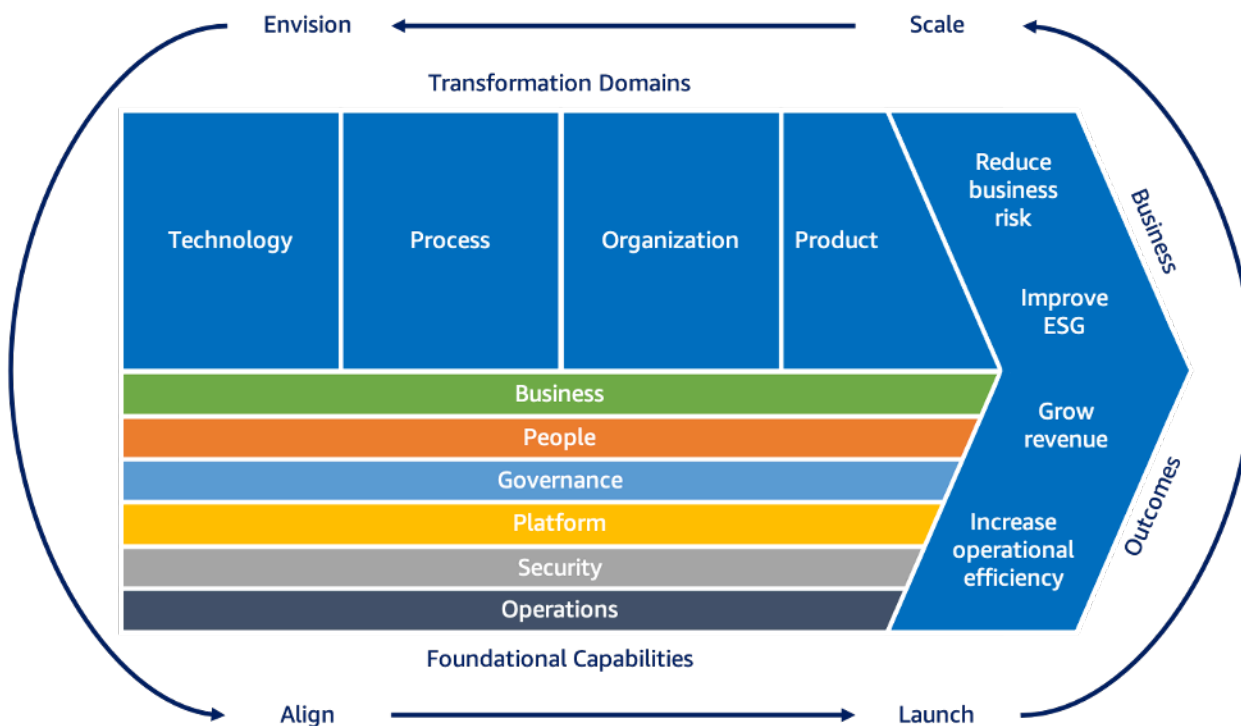 Envision
Scale
Transformation Domains
Technology
Process
Organization
Product
Reduce
business
risk
Improve
ESG
Grow
revenue
Increase
operational
efficiency
Business
Outcomes
Business
People
Governance
Platform
Security
Operations
Foundational Capabilities
Align
Launch